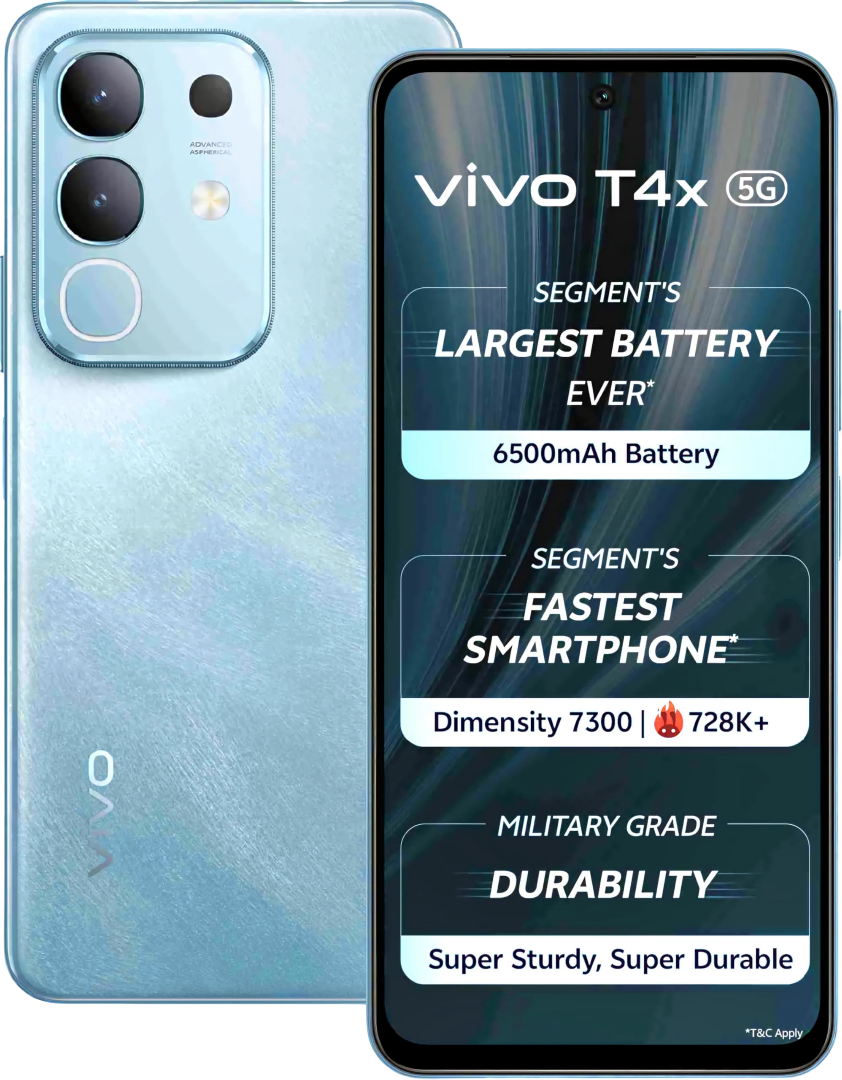 ADVANCED
ASPHERICAL
vivo
vivo T4x 5G
SEGMENT'S
LARGEST BATTERY
EVER*
6500mAh Battery
SEGMENT'S
FASTEST
SMARTPHONE*
Dimensity 7300 | 728K+
MILITARY GRADE
DURABILITY
Super Sturdy, Super Durable
*T&C Apply